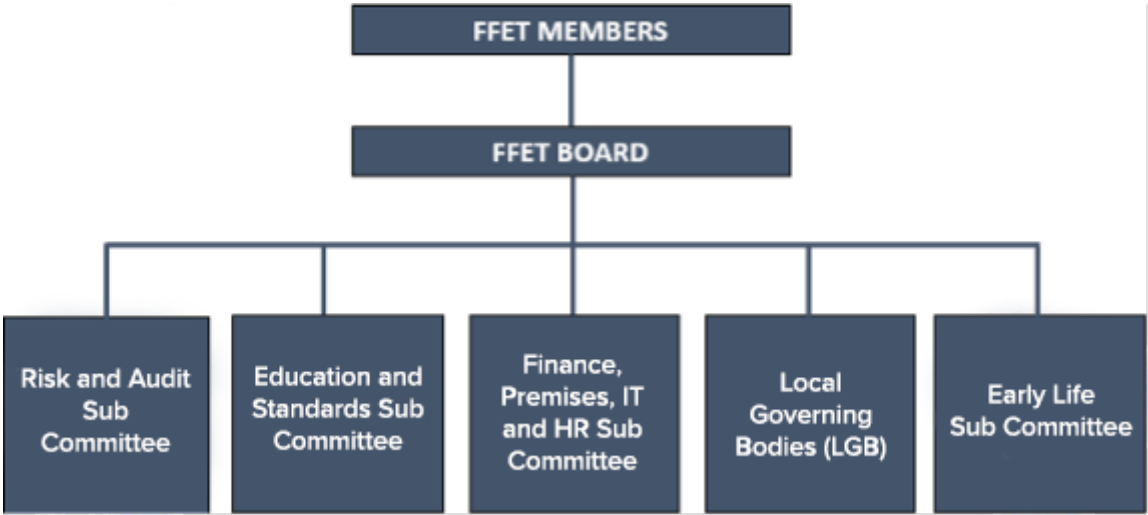 FFET MEMBERS
FFET BOARD
Risk and Audit
Sub
Committee
Education and
Standards Sub
Committee
Finance,
Premises, IT
and HR Sub
Committee
Local
Governing
Bodies (LGB)
Early Life
Sub Committee